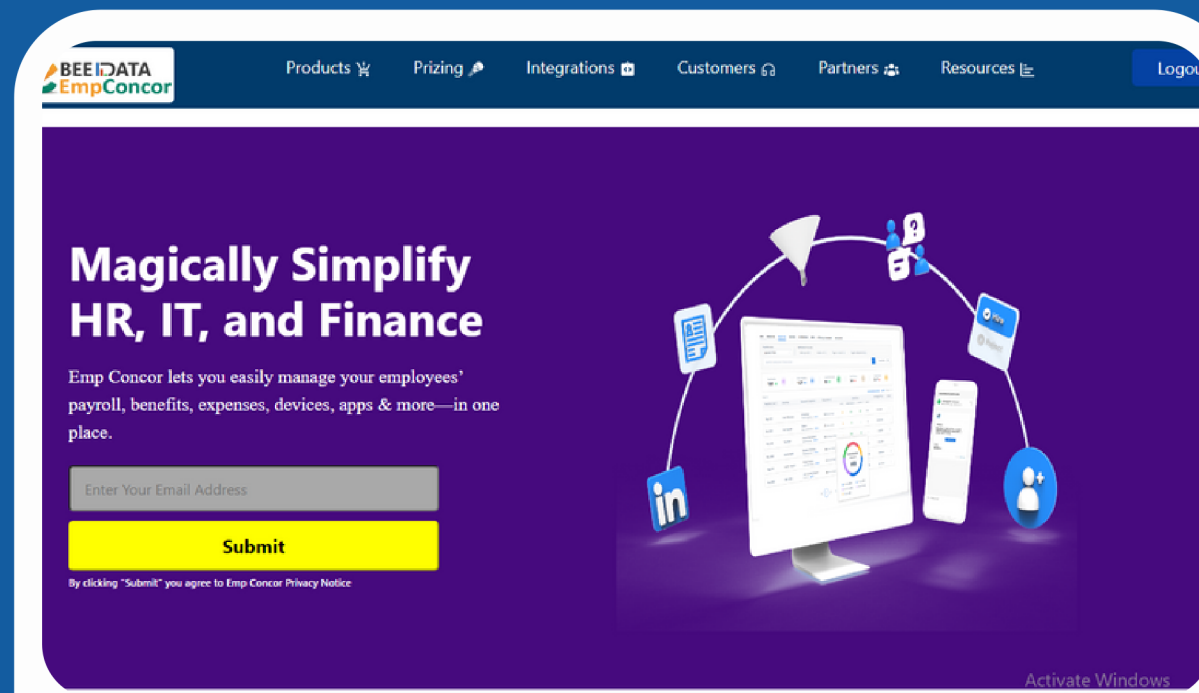 BEE DATA
EmpConcor
Products
Prizing
Integrations
Customers
Partners
Resources
Logou
Magically Simplify
HR, IT, and Finance
Emp Concor lets you easily manage your employees’
payroll, benefits, expenses, devices, apps & more—in one
place.
Enter Your Email Address
Submit
By clicking "Submit" you agree to Emp Concor Privacy Notice
?
Hire
in
Activate Windows